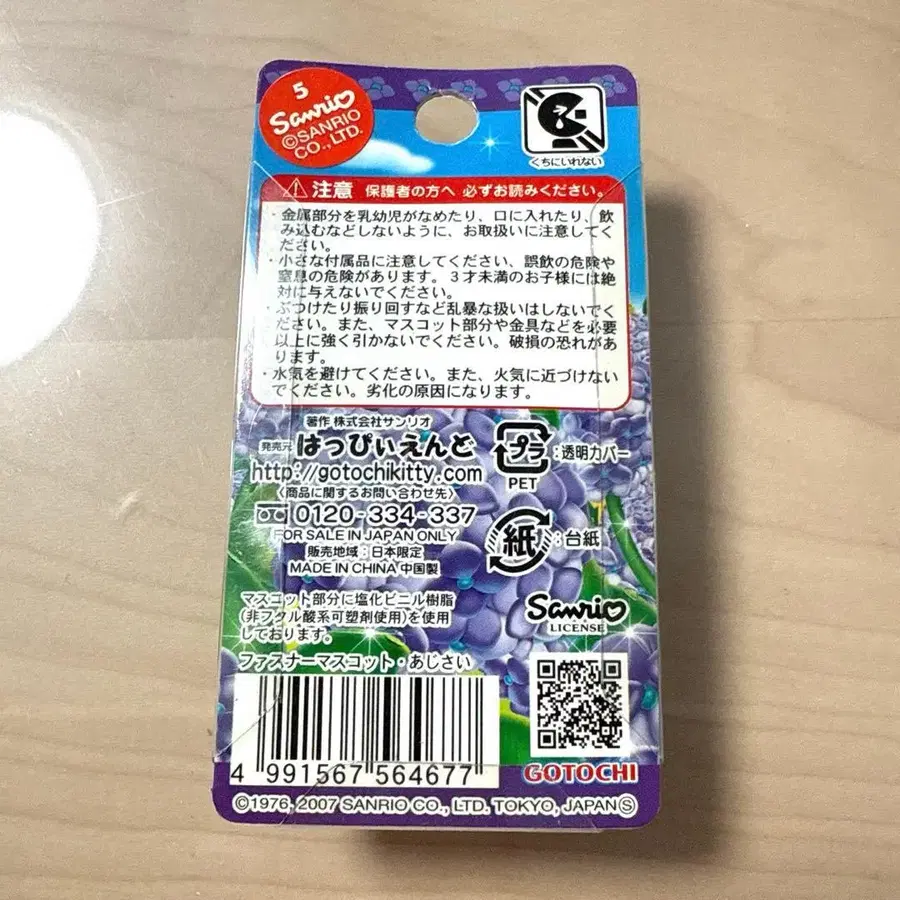 5
Sanrio
©SANRIO
CO., LTD.
くちにいれない
注意 保護者の方へ 必ずお読みください。
・金属部分を乳幼児がなめたり、口に入れたり、飲
み込むなどしないように、お取扱いに注意してく
ださい。
・小さな付属品に注意してください、誤飲の危険や
窒息の危険があります。3才未満のお子様には絶
対に与えないでください。
・ぶつけたり振り回すなど乱暴な扱いはしないでく
ださい。また、マスコット部分や金具などを必要
以上に強く引かないでください。破損の恐れがあ
ります。
・水気を避けてください。また、火気に近づけない
でください。劣化の原因になります。
著作 株式会社サンリオ
発売元 はっぴぃえんど
http://gotochikitty.com
〈商品に関するお問い合わせ先〉
0120-334-337
FOR SALE IN JAPAN ONLY
販売地域：日本限定
MADE IN CHINA 中国製
プラ：透明カバー
PET
紙：台紙
マスコット部分に塩化ビニル樹脂
(非フタル酸系可塑剤使用)を使用
しております。
ファスナーマスコット・あじさい
Sanrio
LICENSE
4 991567 564677
GOTOCHI
©1976, 2007 SANRIO CO., LTD. TOKYO, JAPAN Ⓢ